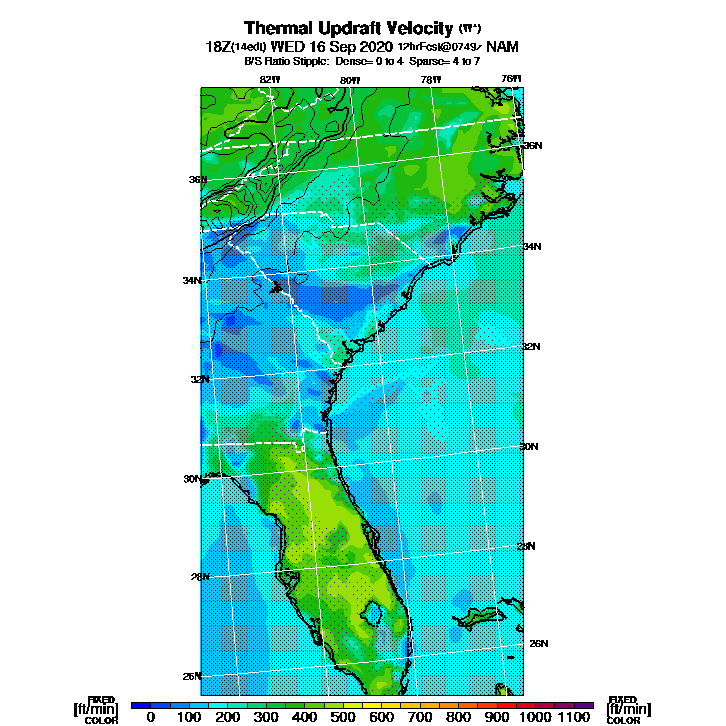 Thermal Updraft Velocity (W*)
18Z(14edt) WED 16 Sep 2020 12hrFcst@0749z NAM
B/S Ratio Stipple: Dense= 0 to 4 Sparse= 4 to 7
82W 80W 78W 76W
36N
36N
34N
34N
32N
32N
30N
30N
28N
28N
26N
26N
FIXED FIXED
[ft/min] [ft/min]
COLOR COLOR
0 100 200 300 400 500 600 700 800 900 1000 1100